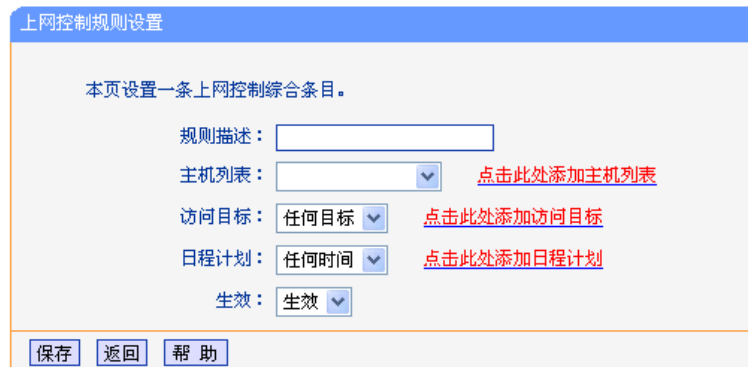 上网控制规则设置
本页设置一条上网控制综合条目。
规则描述：
主机列表： 点击此处添加主机列表
访问目标： 任何目标 点击此处添加访问目标
日程计划： 任何时间 点击此处添加日程计划
生效： 生效
保存 返回 帮 助